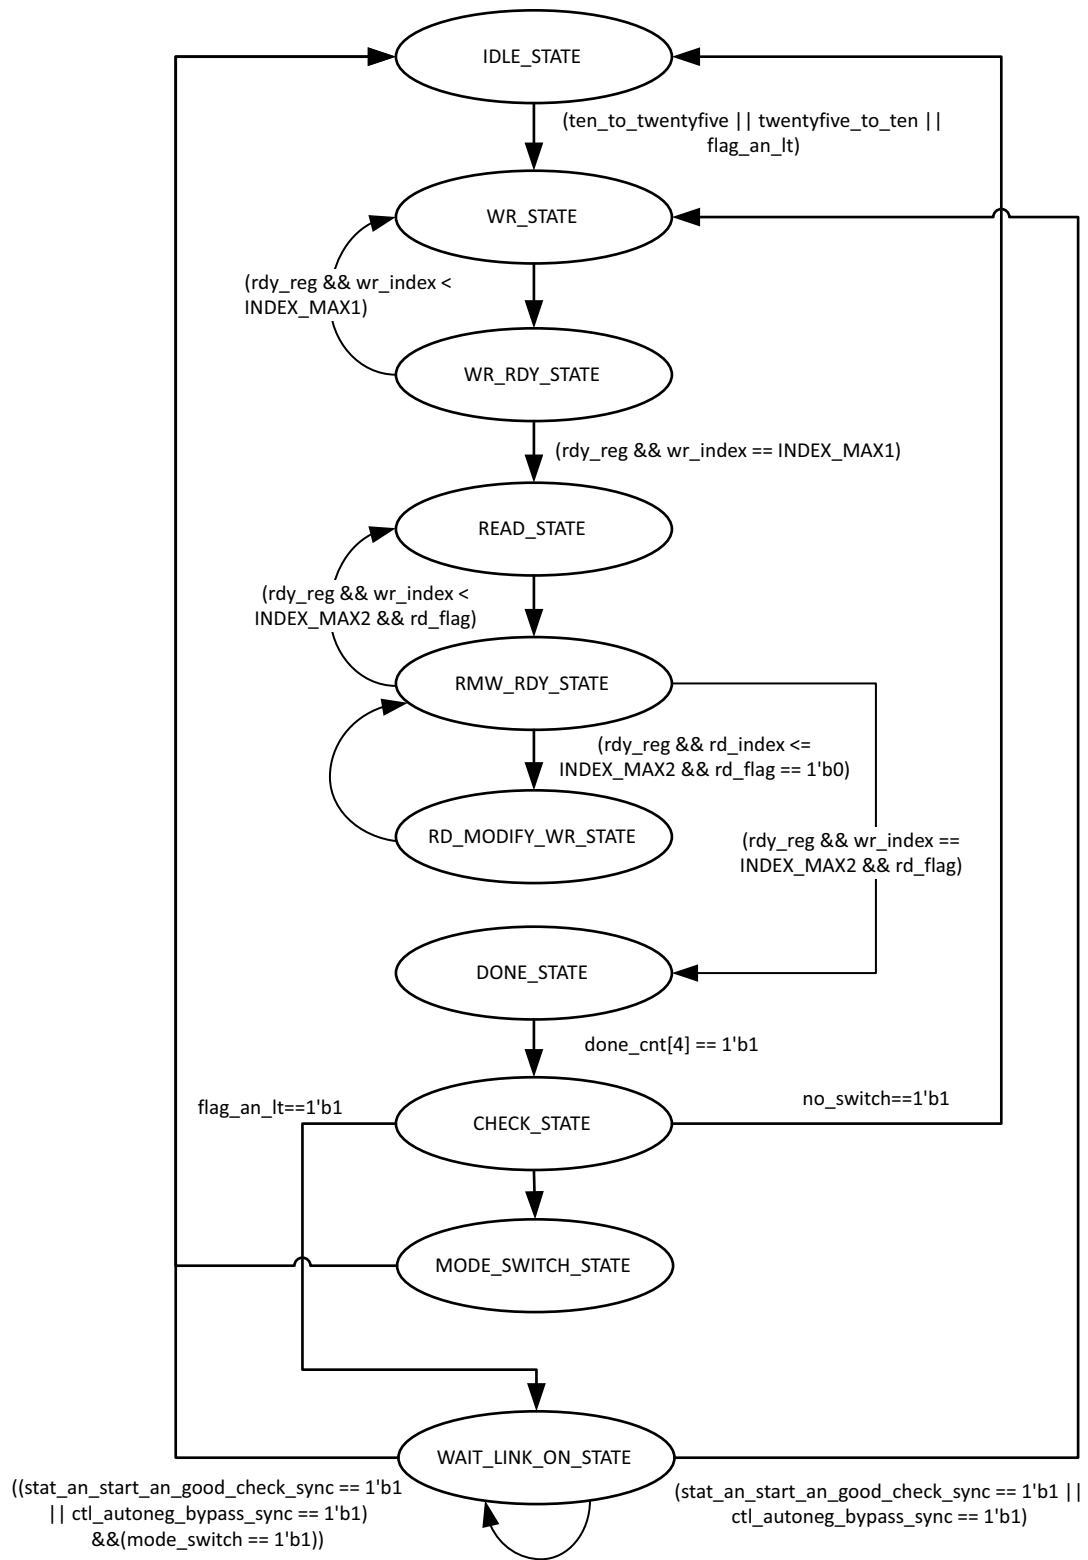 IDLE_STATE
(ten_to_twentyfive || twentyfive_to_ten ||
flag_an_lt)
WR_STATE
(rdy_reg && wr_index <
INDEX_MAX1)
WR_RDY_STATE
(rdy_reg && wr_index == INDEX_MAX1)
READ_STATE
(rdy_reg && wr_index <
INDEX_MAX2 && rd_flag)
RMW_RDY_STATE
(rdy_reg && rd_index <=
INDEX_MAX2 && rd_flag == 1'b0)
RD_MODIFY_WR_STATE
(rdy_reg && wr_index ==
INDEX_MAX2 && rd_flag)
DONE_STATE
done_cnt[4] == 1'b1
flag_an_lt==1'b1
no_switch==1'b1
CHECK_STATE
MODE_SWITCH_STATE
WAIT_LINK_ON_STATE
((stat_an_start_an_good_check_sync == 1'b1
|| ctl_autoneg_bypass_sync == 1'b1)
&&(mode_switch == 1'b1))
(stat_an_start_an_good_check_sync == 1'b1 ||
ctl_autoneg_bypass_sync == 1'b1)